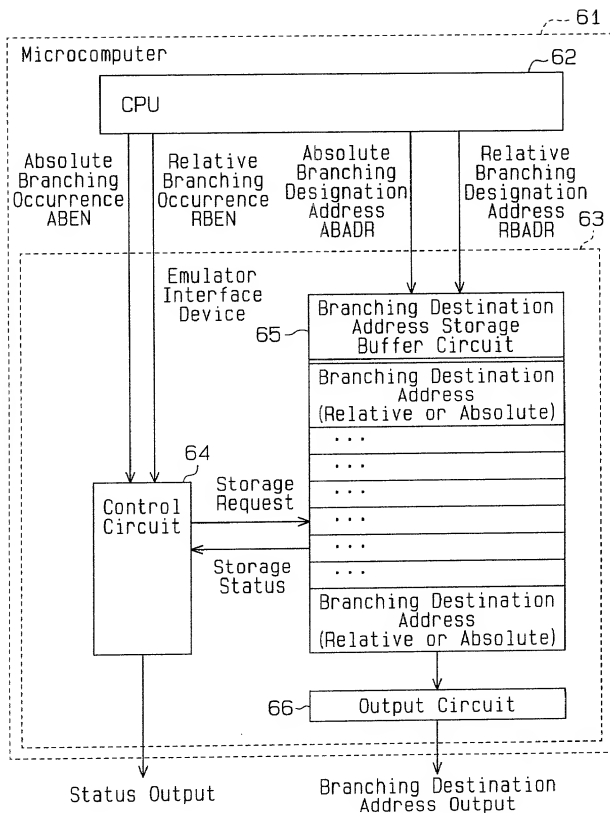 61
Microcomputer
62
CPU
Absolute
Branching
Occurrence
ABEN
Relative
Branching
Occurrence
RBEN
Absolute
Branching
Designation
Address
ABADR
Relative
Branching
Designation
Address
RBADR
63
Emulator
Interface
Device
65
Branching Destination
Address Storage
Buffer Circuit
Branching Destination
Address
(Relative or Absolute)
...
...
...
...
...
...
Branching Destination
Address
(Relative or Absolute)
64
Control
Circuit
Storage
Request
Storage
Status
66
Output Circuit
Status Output
Branching Destination
Address Output